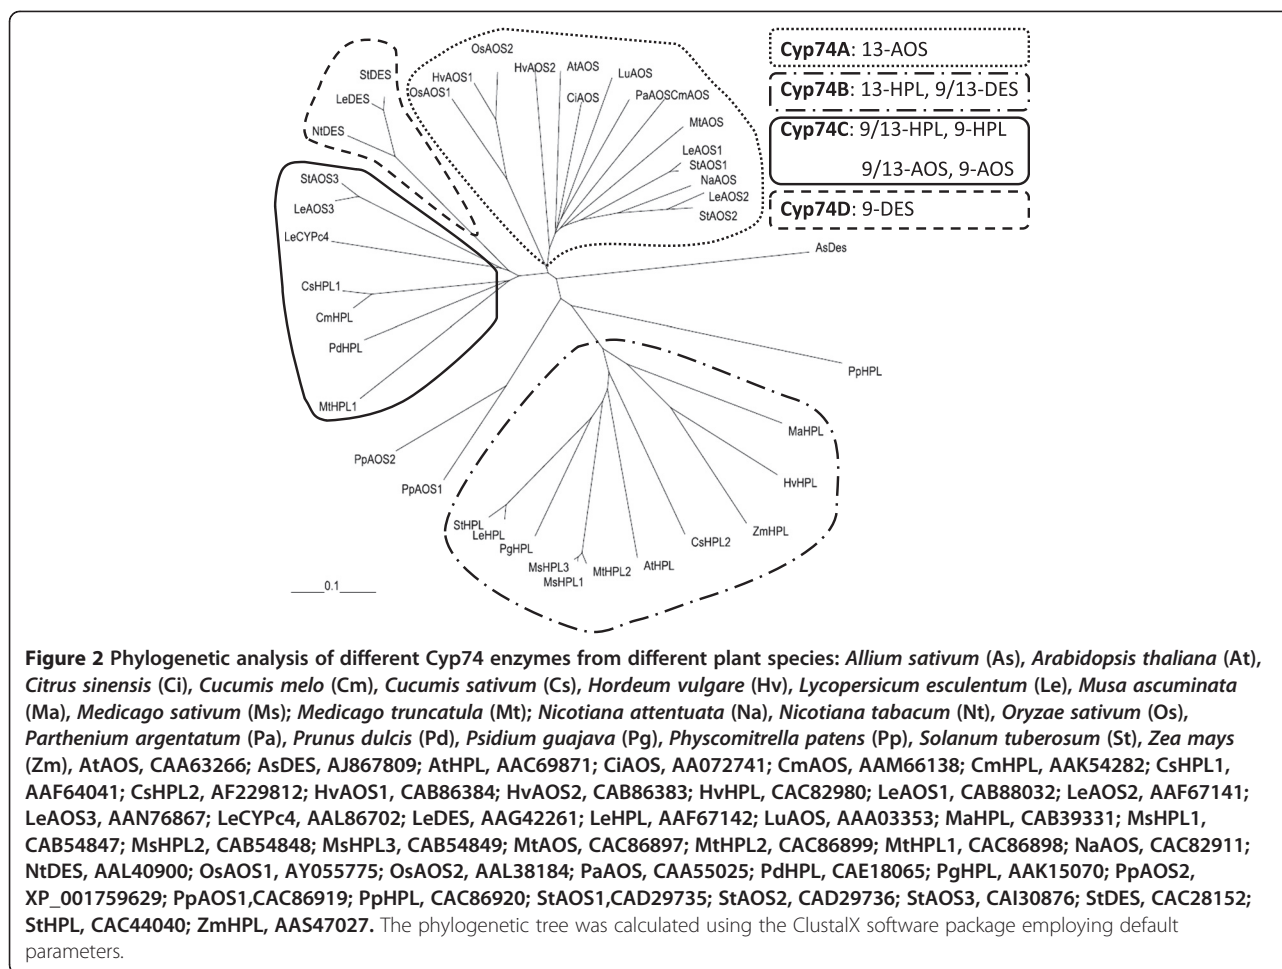 OsAOS2
HvAOS1
OsAOS1
HvAOS2
AtAOS
CiAOS
LuAOS
PaAOSCmAOS
MtAOS
LeAOS1
StAOS1
NaAOS
LeAOS2
StAOS2
StDES
LeDES
NtDES
StAOS3
LeAOS3
LeCYPc4
CsHPL1
CmHPL
PdHPL
MtHPL1
PpAOS2
PpAOS1
AsDes
PpHPL
MaHPL
HvHPL
ZmHPL
CsHPL2
AtHPL
MtHPL2
MsHPL3
MsHPL1
PgHPL
StHPL
LeHPL
0.1
Cyp74A: 13-AOS
Cyp74B: 13-HPL, 9/13-DES
Cyp74C: 9/13-HPL, 9-HPL
9/13-AOS, 9-AOS
Cyp74D: 9-DES
Figure 2 Phylogenetic analysis of different Cyp74 enzymes from different plant species: Allium sativum (As), Arabidopsis thaliana (At),
Citrus sinensis (Ci), Cucumis melo (Cm), Cucumis sativum (Cs), Hordeum vulgare (Hv), Lycopersicum esculentum (Le), Musa ascuminata
(Ma), Medicago sativum (Ms); Medicago truncatula (Mt); Nicotiana attentuata (Na), Nicotiana tabacum (Nt), Oryzae sativum (Os),
Parthenium argentatum (Pa), Prunus dulcis (Pd), Psidium guajava (Pg), Physcomitrella patens (Pp), Solanum tuberosum (St), Zea mays
(Zm), AtAOS, CAA63266; AsDES, AJ867809; AtHPL, AAC69871; CiAOS, AA072741; CmAOS, AAM66138; CmHPL, AAK54282; CsHPL1,
AAF64041; CsHPL2, AF229812; HvAOS1, CAB86384; HvAOS2, CAB86383; HvHPL, CAC82980; LeAOS1, CAB88032; LeAOS2, AAF67141;
LeAOS3, AAN76867; LeCYPc4, AAL86702; LeDES, AAG42261; LeHPL, AAF67142; LuAOS, AAA03353; MaHPL, CAB39331; MsHPL1,
CAB54847; MsHPL2, CAB54848; MsHPL3, CAB54849; MtAOS, CAC86897; MtHPL2, CAC86899; MtHPL1, CAC86898; NaAOS, CAC82911;
NtDES, AAL40900; OsAOS1, AY055775; OsAOS2, AAL38184; PaAOS, CAA55025; PdHPL, CAE18065; PgHPL, AAK15070; PpAOS2,
XP_001759629; PpAOS1,CAC86919; PpHPL, CAC86920; StAOS1,CAD29735; StAOS2, CAD29736; StAOS3, CAI30876; StDES, CAC28152;
StHPL, CAC44040; ZmHPL, AAS47027. The phylogenetic tree was calculated using the ClustalX software package employing default
parameters.